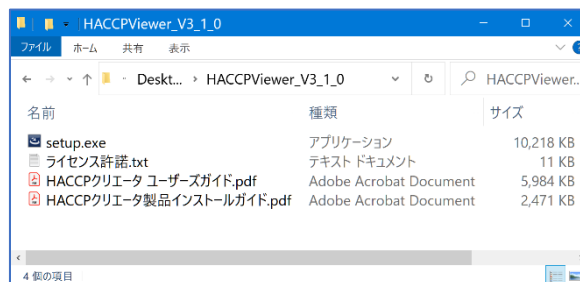 HACCPViewer_V3_1_0
ファイル ホーム 共有 表示
Deskt... › HACCPViewer_V3_1_0 HACCPViewer...
名前 種類 サイズ
setup.exe アプリケーション 10,218 KB
ライセンス許諾.txt テキスト ドキュメント 11 KB
HACCPクリエータ ユーザーズガイド.pdf Adobe Acrobat Document 5,984 KB
HACCPクリエータ製品インストールガイド.pdf Adobe Acrobat Document 2,471 KB
4 個の項目